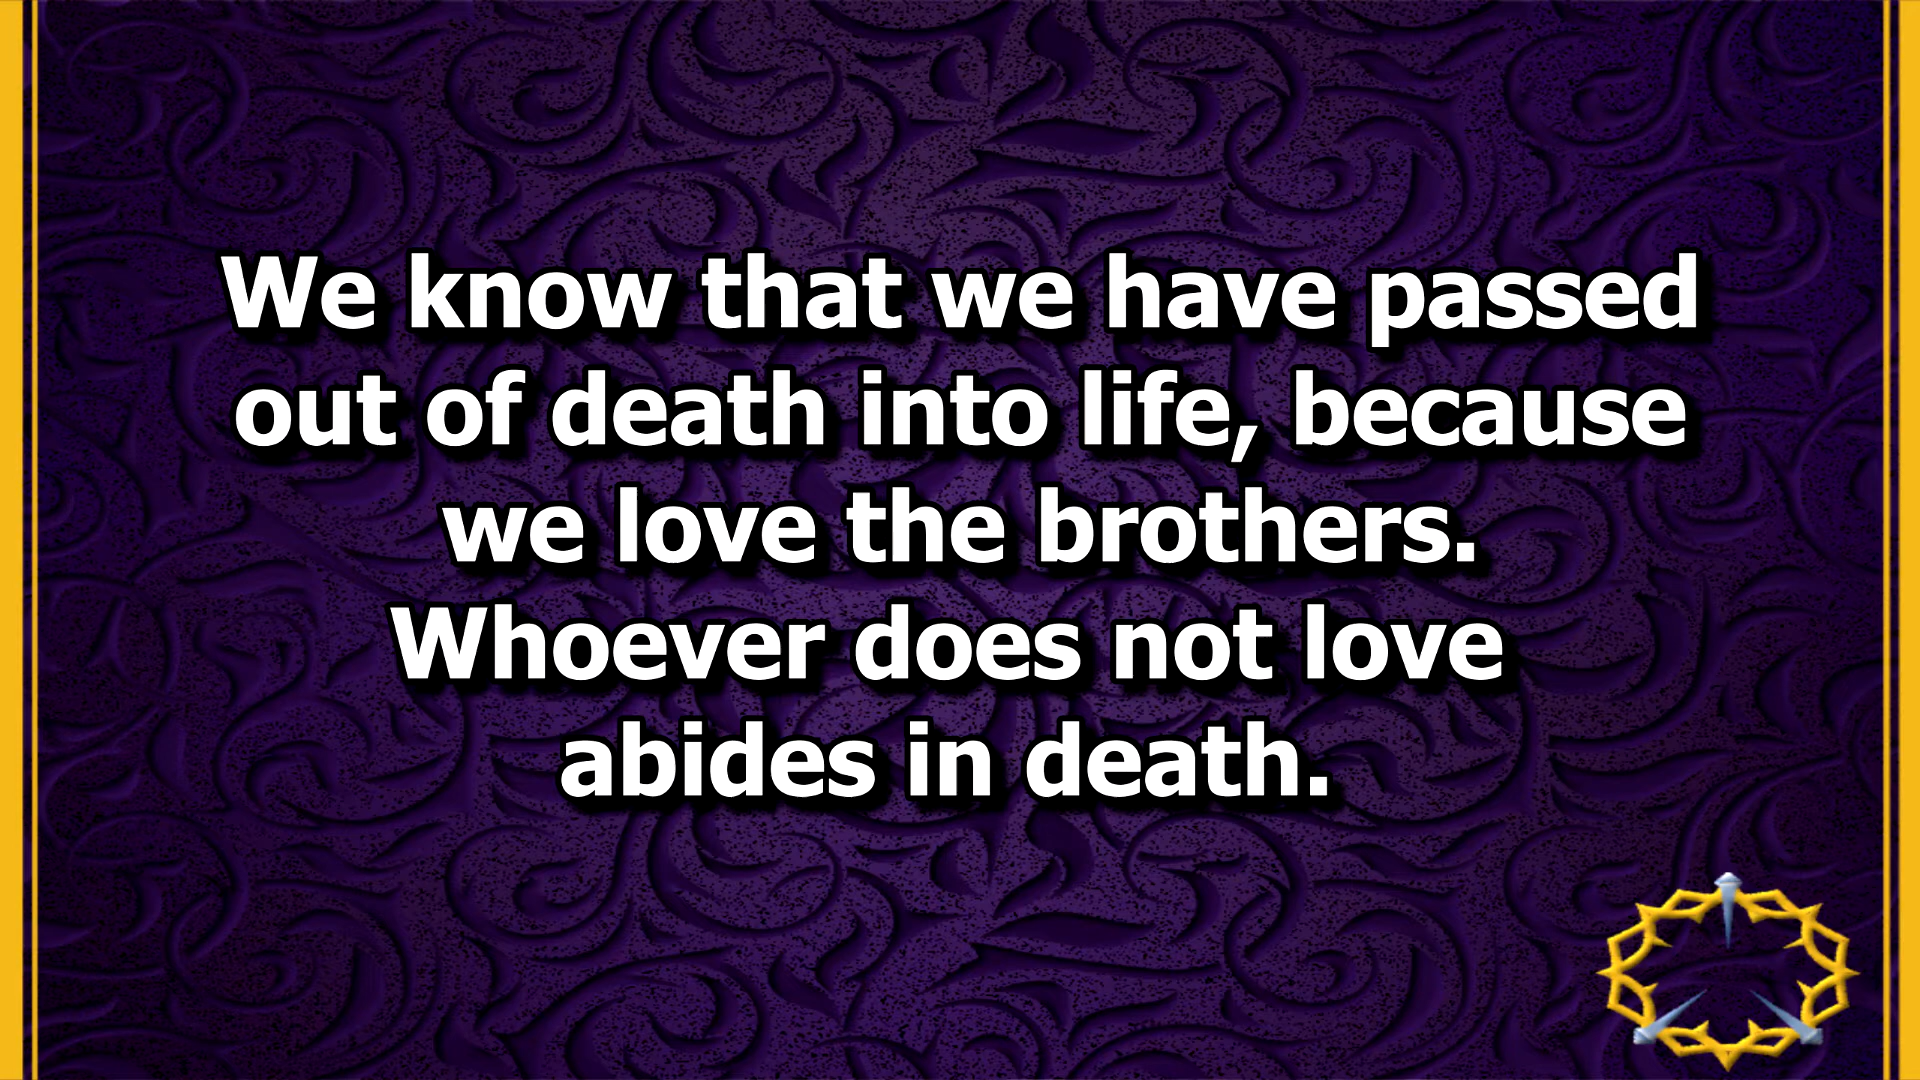 We know that we have passed
out of death into life, because
we love the brothers.
Whoever does not love
abides in death.